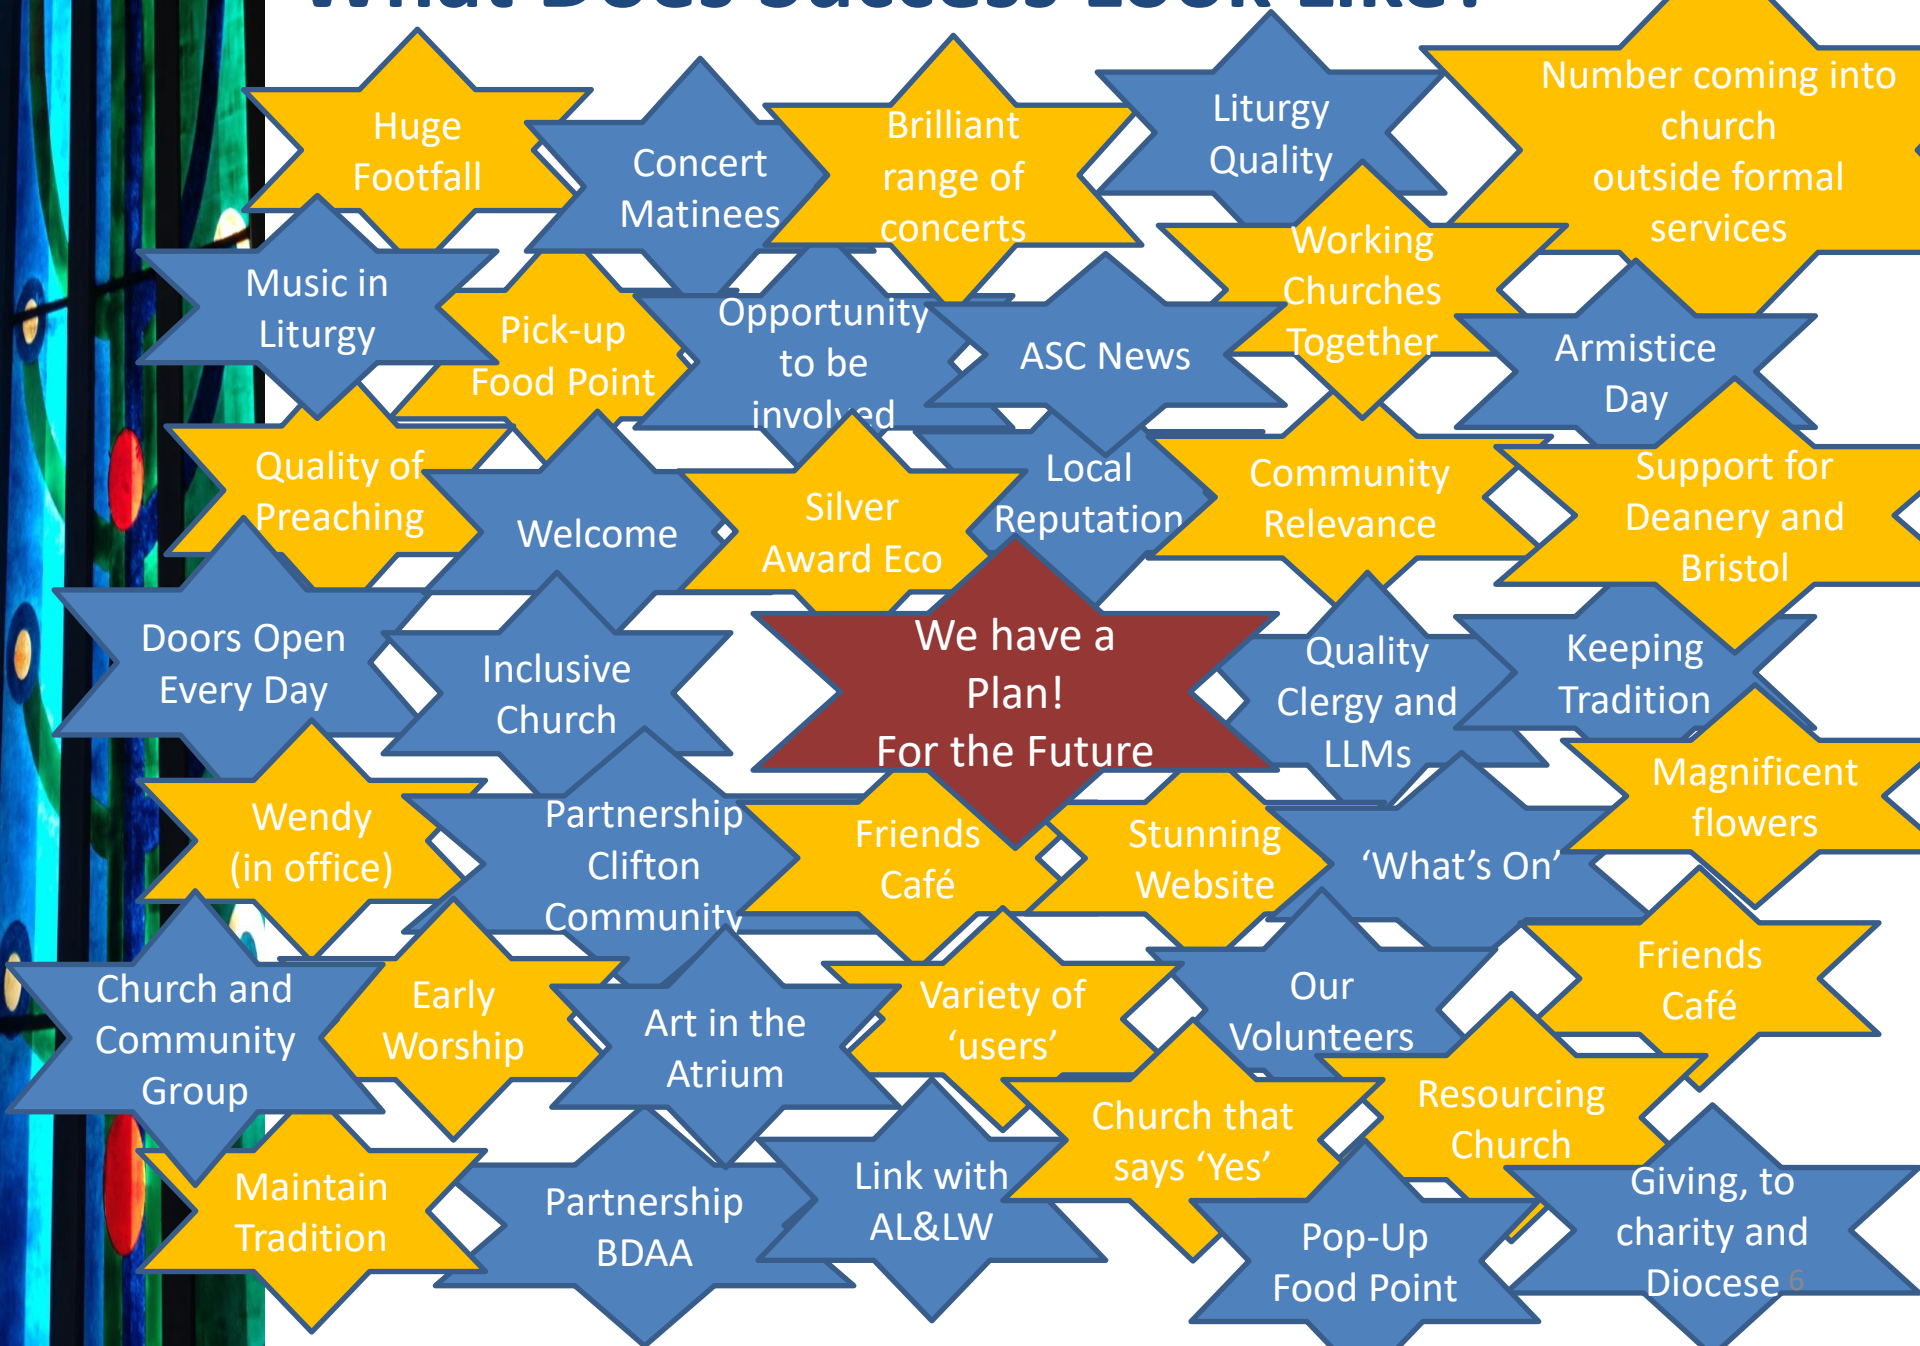 What Does Success Look Like?
Huge
Footfall
Concert
Matinees
Brilliant
range of
concerts
Liturgy
Quality
Number coming into
church
outside formal
services
Music in
Liturgy
Pick-up
Food Point
Opportunity
to be
involved
ASC News
Working
Churches
Together
Armistice
Day
Quality of
Preaching
Welcome
Silver
Award Eco
Local
Reputation
Community
Relevance
Support for
Deanery and
Bristol
Doors Open
Every Day
Inclusive
Church
We have a
Plan!
For the Future
Quality
Clergy and
LLMs
Keeping
Tradition
Wendy
(in office)
Partnership
Clifton
Community
Friends
Café
Stunning
Website
‘What’s On’
Magnificent
flowers
Church and
Community
Group
Early
Worship
Art in the
Atrium
Variety of
‘users’
Our
Volunteers
Friends
Café
Maintain
Tradition
Partnership
BDAA
Link with
AL&LW
Church that
says ‘Yes’
Resourcing
Church
Pop-Up
Food Point
Giving, to
charity and
Diocese
6